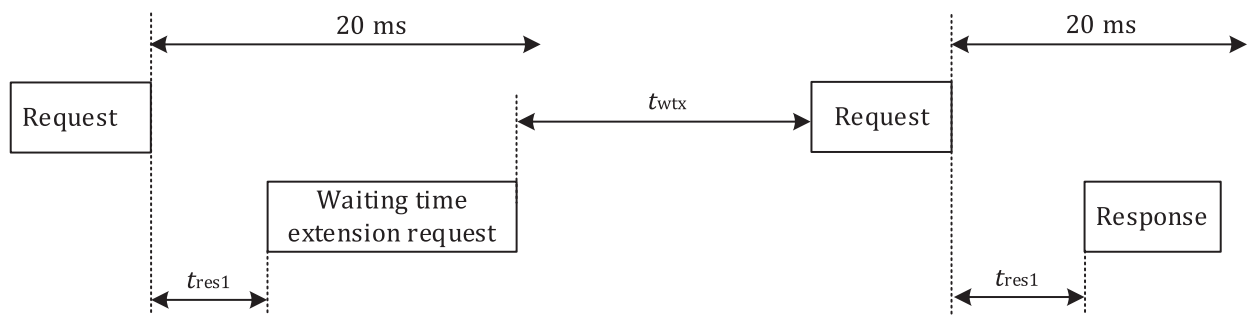 20 ms
20 ms
Request
twtx
Request
Waiting time
extension request
Response
tres1
tres1